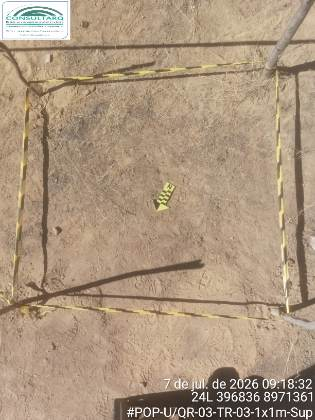 CONSULTARQ
7 de jul. de 2026 09:18:32
24L 396836 8971361
#POP-U/QR-03-TR-03-1x1m-Sup